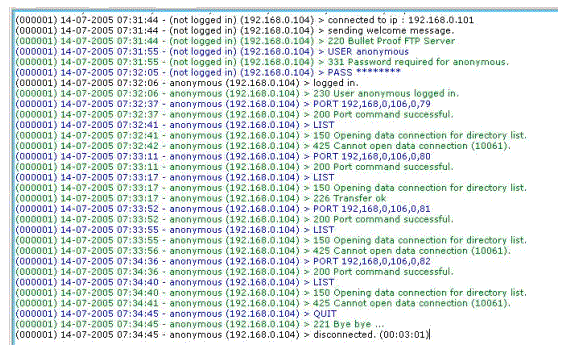 (000001) 14-07-2005 07:31:44 - (not logged in) (192.168.0.104) > connected to ip : 192.168.0.101
(000001) 14-07-2005 07:31:44 - (not logged in) (192.168.0.104) > sending welcome message.
(000001) 14-07-2005 07:31:44 - (not logged in) (192.168.0.104) > 220 Bullet Proof FTP Server
(000001) 14-07-2005 07:31:55 - (not logged in) (192.168.0.104) > USER anonymous
(000001) 14-07-2005 07:31:55 - (not logged in) (192.168.0.104) > 331 Password required for anonymous.
(000001) 14-07-2005 07:32:05 - (not logged in) (192.168.0.104) > PASS ********
(000001) 14-07-2005 07:32:06 - anonymous (192.168.0.104) > logged in.
(000001) 14-07-2005 07:32:06 - anonymous (192.168.0.104) > 230 User anonymous logged in.
(000001) 14-07-2005 07:32:37 - anonymous (192.168.0.104) > PORT 192,168,0,106,0,79
(000001) 14-07-2005 07:32:37 - anonymous (192.168.0.104) > 200 Port command successful.
(000001) 14-07-2005 07:32:41 - anonymous (192.168.0.104) > LIST
(000001) 14-07-2005 07:32:41 - anonymous (192.168.0.104) > 150 Opening data connection for directory list.
(000001) 14-07-2005 07:32:42 - anonymous (192.168.0.104) > 425 Cannot open data connection (10061).
(000001) 14-07-2005 07:33:11 - anonymous (192.168.0.104) > PORT 192,168,0,106,0,80
(000001) 14-07-2005 07:33:11 - anonymous (192.168.0.104) > 200 Port command successful.
(000001) 14-07-2005 07:33:17 - anonymous (192.168.0.104) > LIST
(000001) 14-07-2005 07:33:17 - anonymous (192.168.0.104) > 150 Opening data connection for directory list.
(000001) 14-07-2005 07:33:17 - anonymous (192.168.0.104) > 226 Transfer ok
(000001) 14-07-2005 07:33:52 - anonymous (192.168.0.104) > PORT 192,168,0,106,0,81
(000001) 14-07-2005 07:33:52 - anonymous (192.168.0.104) > 200 Port command successful.
(000001) 14-07-2005 07:33:55 - anonymous (192.168.0.104) > LIST
(000001) 14-07-2005 07:33:55 - anonymous (192.168.0.104) > 150 Opening data connection for directory list.
(000001) 14-07-2005 07:33:56 - anonymous (192.168.0.104) > 425 Cannot open data connection (10061).
(000001) 14-07-2005 07:34:36 - anonymous (192.168.0.104) > PORT 192,168,0,106,0,82
(000001) 14-07-2005 07:34:36 - anonymous (192.168.0.104) > 200 Port command successful.
(000001) 14-07-2005 07:34:40 - anonymous (192.168.0.104) > LIST
(000001) 14-07-2005 07:34:40 - anonymous (192.168.0.104) > 150 Opening data connection for directory list.
(000001) 14-07-2005 07:34:41 - anonymous (192.168.0.104) > 425 Cannot open data connection (10061).
(000001) 14-07-2005 07:34:45 - anonymous (192.168.0.104) > QUIT
(000001) 14-07-2005 07:34:45 - anonymous (192.168.0.104) > 221 Bye bye ...
(000001) 14-07-2005 07:34:45 - anonymous (192.168.0.104) > disconnected. (00:03:01)